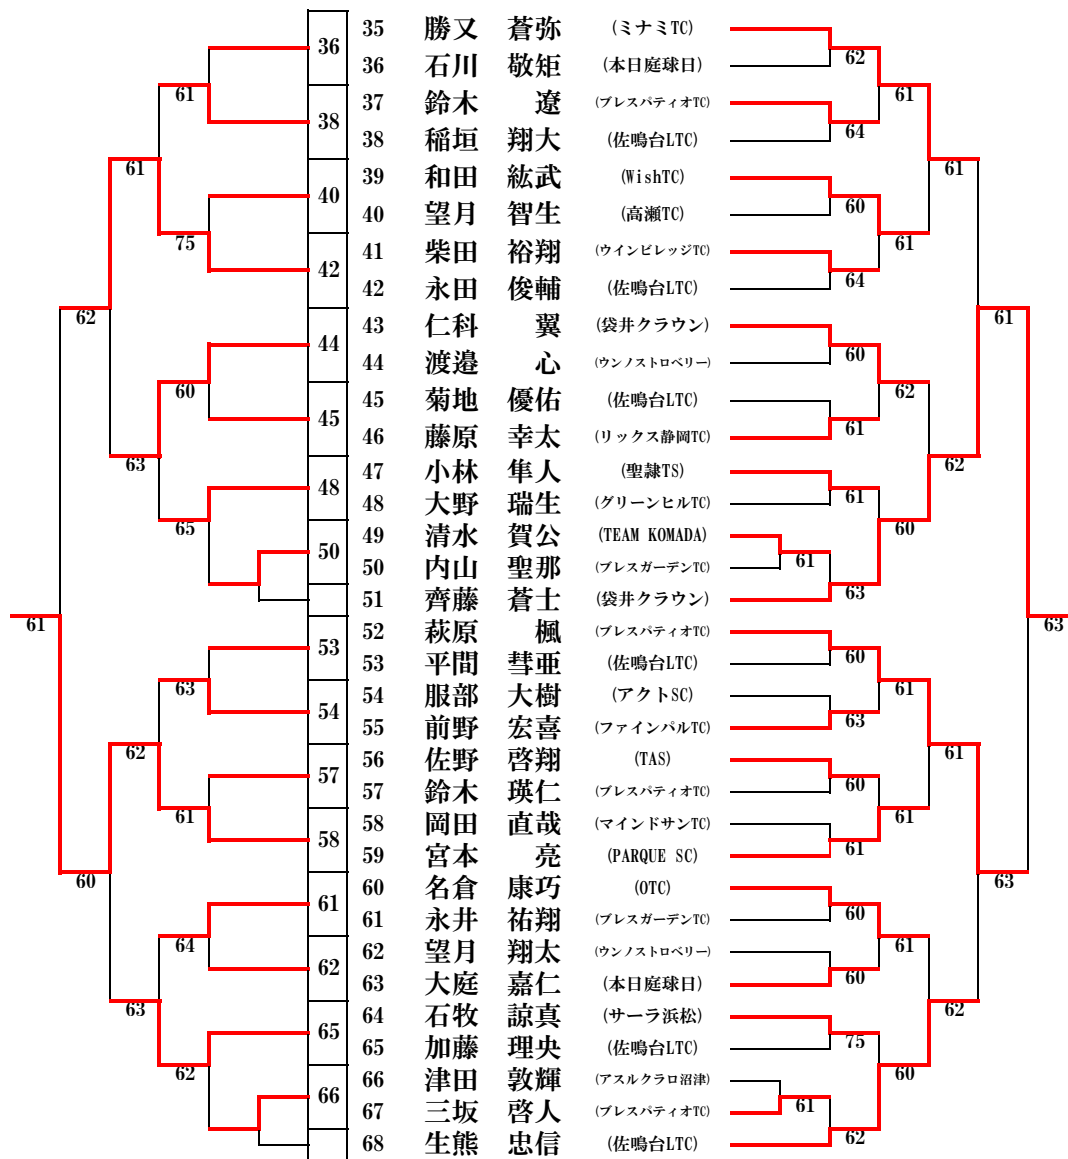 36
38
40
42
44
45
48
50
53
54
57
58
61
62
65
66
61
61
75
62
60
63
65
61
63
62
61
60
64
63
62
35 勝又 蒼弥 (ミナミTC)
36 石川 敬矩 (本日庭球日)
37 鈴木 遼 (ブレスパティオTC)
38 稲垣 翔大 (佐鳴台LTC)
39 和田 紘武 (WishTC)
40 望月 智生 (高瀬TC)
41 柴田 裕翔 (ウインビレッジTC)
42 永田 俊輔 (佐鳴台LTC)
43 仁科 翼 (袋井クラウン)
44 渡邉 心 (ウンノストロベリー)
45 菊地 優佑 (佐鳴台LTC)
46 藤原 幸太 (リックス静岡TC)
47 小林 隼人 (聖隷TS)
48 大野 瑞生 (グリーンヒルTC)
49 清水 賀公 (TEAM KOMADA)
50 内山 聖那 (ブレスガーデンTC)
51 齊藤 蒼士 (袋井クラウン)
52 萩原 楓 (ブレスパティオTC)
53 平間 彗亜 (佐鳴台LTC)
54 服部 大樹 (アクトSC)
55 前野 宏喜 (ファインパルTC)
56 佐野 啓翔 (TAS)
57 鈴木 瑛仁 (ブレスパティオTC)
58 岡田 直哉 (マインドサンTC)
59 宮本 亮 (PARQUE SC)
60 名倉 康巧 (OTC)
61 永井 祐翔 (ブレスガーデンTC)
62 望月 翔太 (ウンノストロベリー)
63 大庭 嘉仁 (本日庭球日)
64 石牧 諒真 (サーラ浜松)
65 加藤 理央 (佐鳴台LTC)
66 津田 敦輝 (アスルクラロ沼津)
67 三坂 啓人 (ブレスパティオTC)
68 生熊 忠信 (佐鳴台LTC)
62
61
64
61
60
61
64
61
60
62
61
62
61
60
61
63
63
60
61
63
61
60
61
61
63
60
61
60
62
75
60
61
62